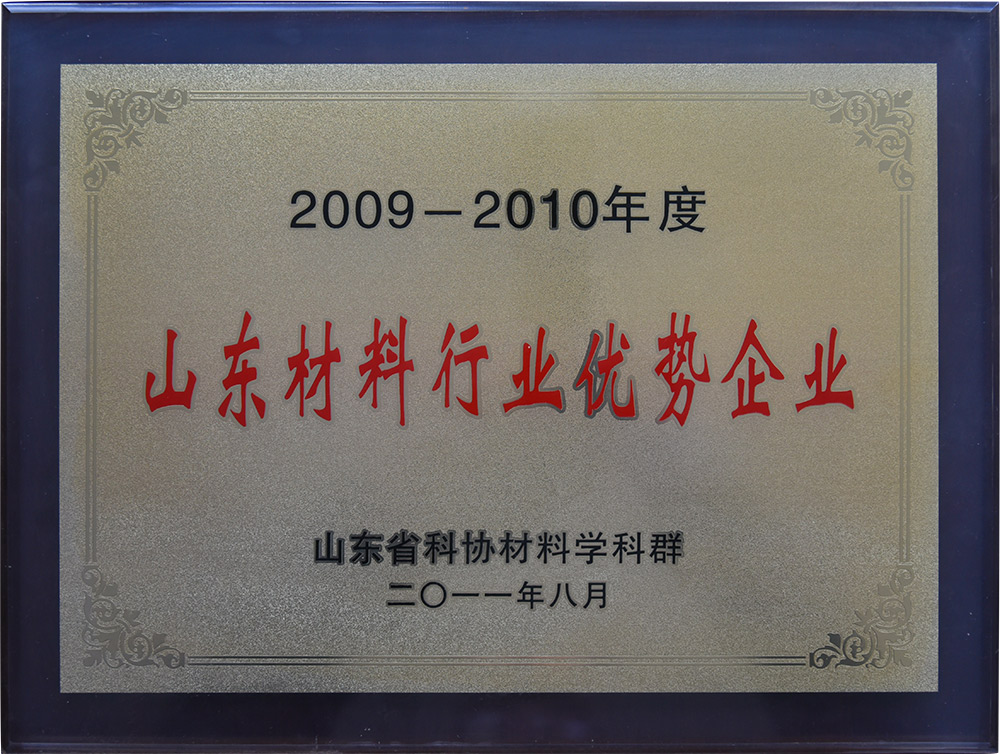 2009－2010年度
山东材料行业优势企业
山东省科协材料学科群
二〇一一年八月